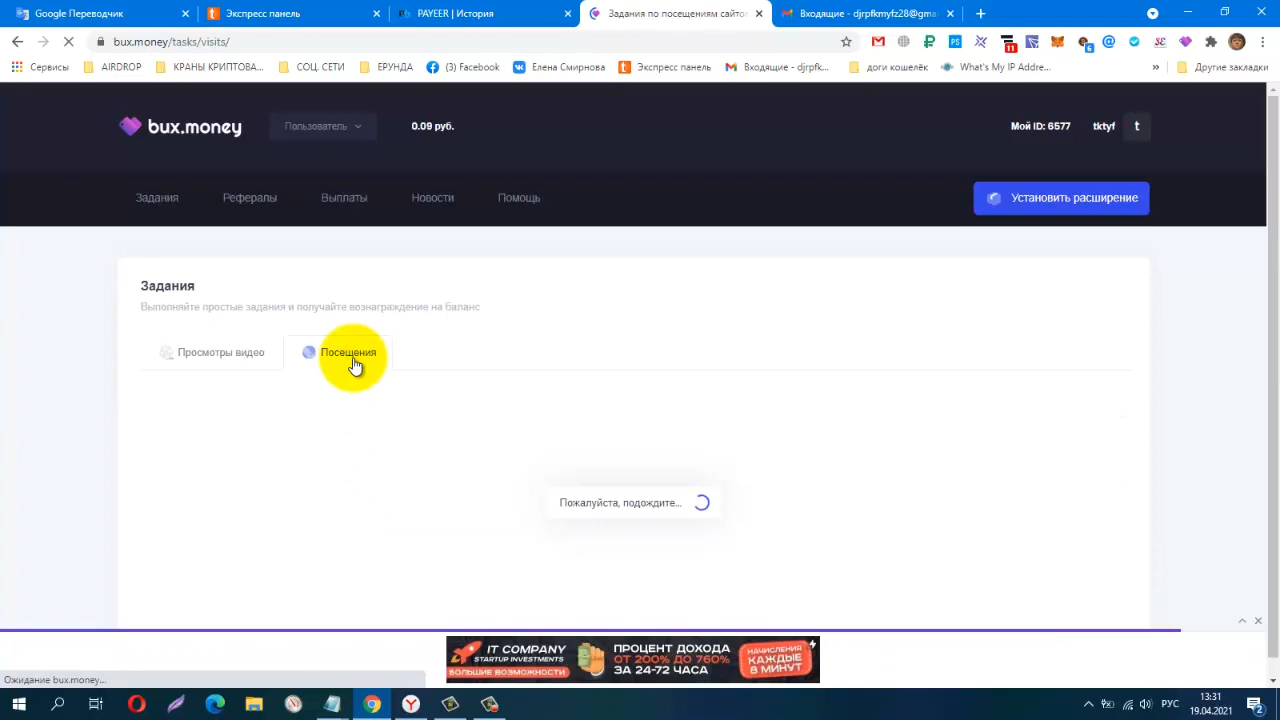 Google Переводчик
Экспресс панель
PAYEER | История
Задания по посещениям сайтов
Входящие - djrpfkmyfz28@gma
bux.money/tasks/visits/
11
6
Сервисы
AIRDROP
КРАНЫ КРИПТОВА...
СОЦ. СЕТИ
ЕРУНДА
(3) Facebook
Елена Смирнова
Экспресс панель
Входящие - djrpfk...
доги кошелёк
What's My IP Addre...
»
Другие закладки
bux.money
Пользователь
0.09 руб.
Мой ID: 6577
tktyf
t
Задания
Рефералы
Выплаты
Новости
Помощь
Установить расширение
Задания
Выполняйте простые задания и получайте вознаграждение на баланс
Просмотры видео
Посещения
Пожалуйста, подождите...
IT COMPANY
STARTUP INVESTMENTS
БОЛЬШИЕ ВОЗМОЖНОСТИ
ПРОЦЕНТ ДОХОДА
ОТ 200% ДО 760%
ЗА 24-72 ЧАСА
НАЧИСЛЕНИЯ
КАЖДЫЕ
8 МИНУТ
Ожидание bux.money...
РУС
13:31
19.04.2021
2